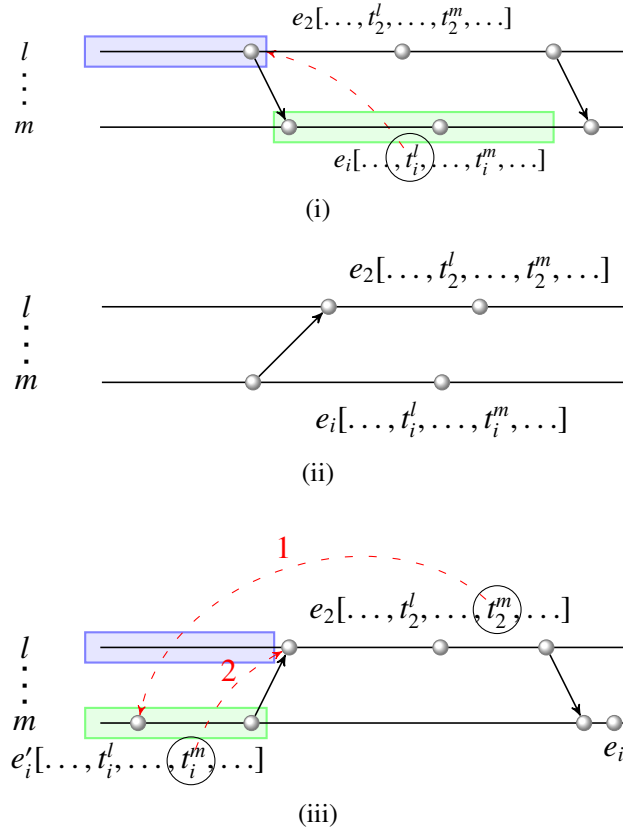 e₂[…, t₂ˡ, …, t₂ᵐ, …]
l
⋮
m
eᵢ[…, tᵢˡ, …, tᵢᵐ, …]
(i)
e₂[…, t₂ˡ, …, t₂ᵐ, …]
l
⋮
m
eᵢ[…, tᵢˡ, …, tᵢᵐ, …]
(ii)
1
e₂[…, t₂ˡ, …, t₂ᵐ, …]
l
2
⋮
m
e′ᵢ[…, tᵢˡ, …, tᵢᵐ, …]
eᵢ
(iii)